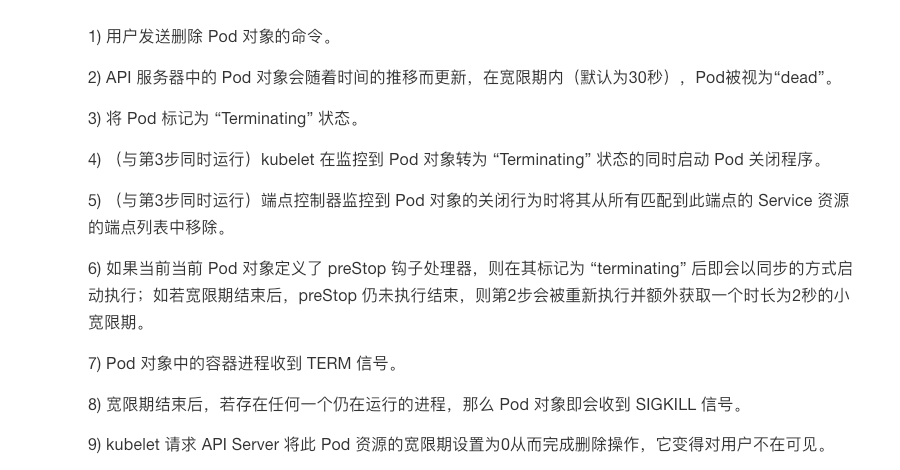 1) 用户发送删除 Pod 对象的命令。
2) API 服务器中的 Pod 对象会随着时间的推移而更新，在宽限期内（默认为30秒），Pod被视为“dead”。
3) 将 Pod 标记为 “Terminating” 状态。
4) （与第3步同时运行）kubelet 在监控到 Pod 对象转为 “Terminating” 状态的同时启动 Pod 关闭程序。
5) （与第3步同时运行）端点控制器监控到 Pod 对象的关闭行为时将其从所有匹配到此端点的 Service 资源
的端点列表中移除。
6) 如果当前当前 Pod 对象定义了 preStop 钩子处理器，则在其标记为 “terminating” 后即会以同步的方式启
动执行；如若宽限期结束后，preStop 仍未执行结束，则第2步会被重新执行并额外获取一个时长为2秒的小
宽限期。
7) Pod 对象中的容器进程收到 TERM 信号。
8) 宽限期结束后，若存在任何一个仍在运行的进程，那么 Pod 对象即会收到 SIGKILL 信号。
9) kubelet 请求 API Server 将此 Pod 资源的宽限期设置为0从而完成删除操作，它变得对用户不在可见。